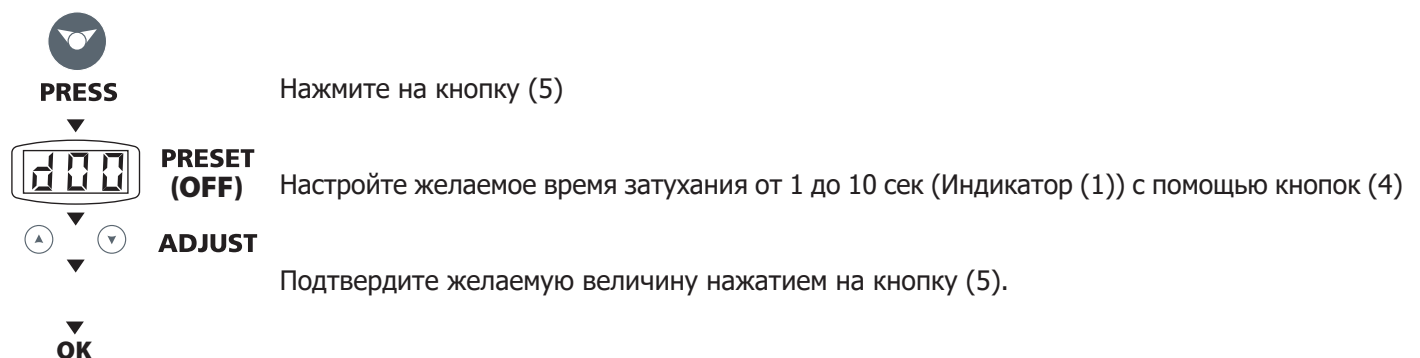 PRESS
Нажмите на кнопку (5)
d00
PRESET
(OFF)
Настройте желаемое время затухания от 1 до 10 сек (Индикатор (1)) с помощью кнопок (4)
ADJUST
Подтвердите желаемую величину нажатием на кнопку (5).
OK